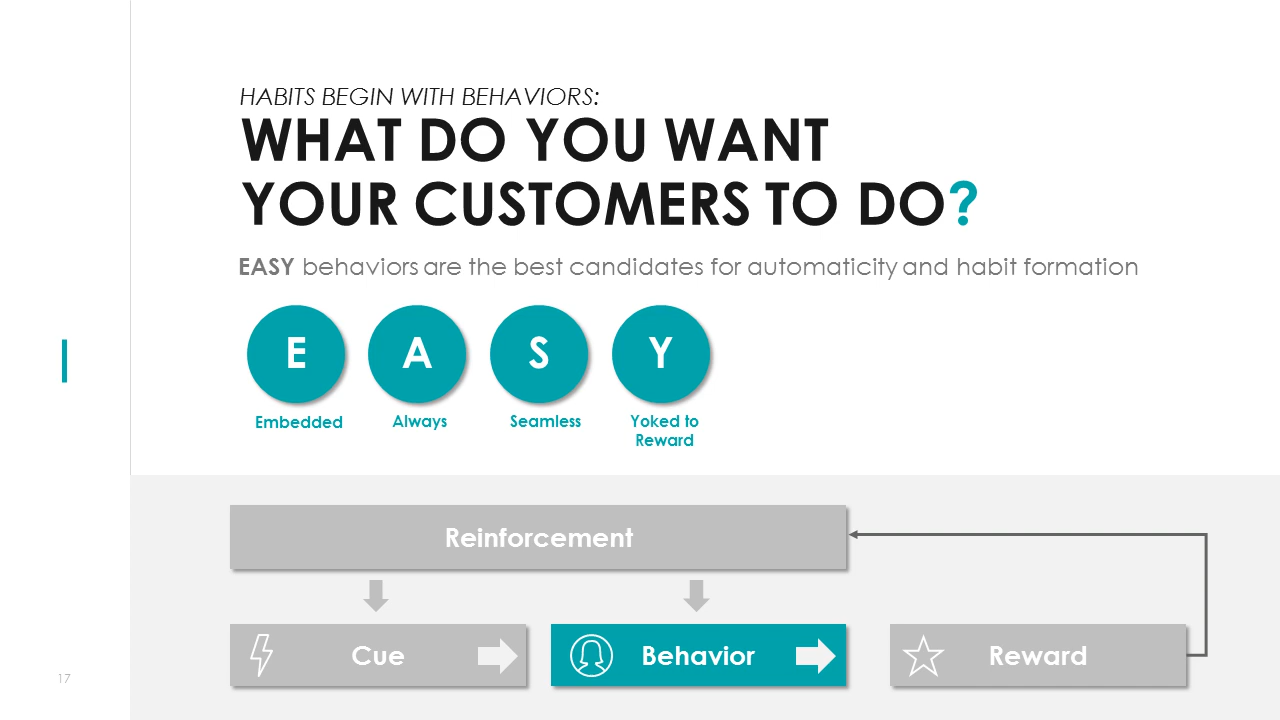 HABITS BEGIN WITH BEHAVIORS:
WHAT DO YOU WANT
YOUR CUSTOMERS TO DO?
EASY behaviors are the best candidates for automaticity and habit formation
E A S Y
Embedded Always Seamless Yoked to
Reward
Reinforcement
Cue Behavior Reward
17